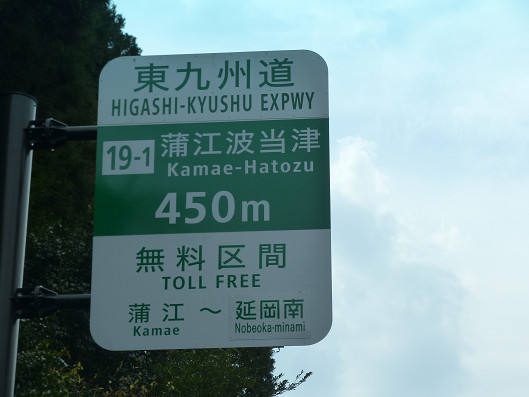 東九州道
HIGASHI-KYUSHU EXPWY
19-1 蒲江波当津
Kamae-Hatozu
450m
無料区間
TOLL FREE
蒲江 ～ 延岡南
Kamae Nobeoka-minami